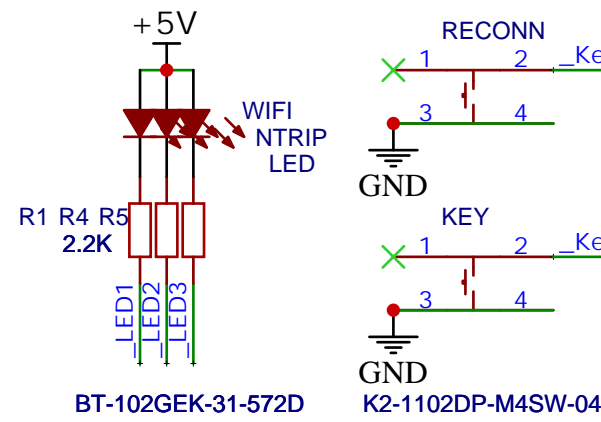 +5V
WIFI
NTRIP
LED
R1 R4 R5
2.2K
_LED1
_LED2
_LED3
BT-102GEK-31-572D
RECONN
1 2 _Ke
3 4
GND
KEY
1 2 _Ke
3 4
GND
K2-1102DP-M4SW-04